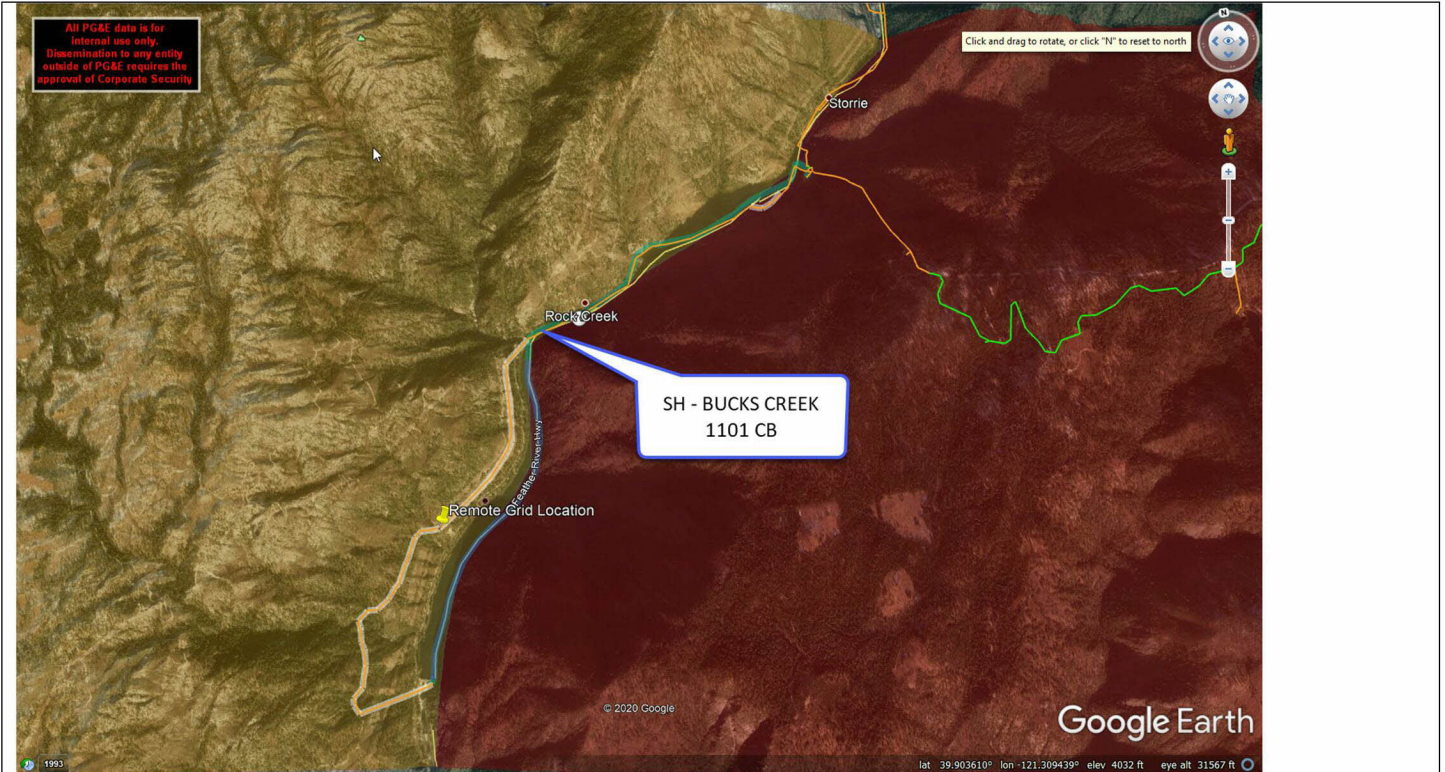 All PG&E data is for
internal use only.
Dissemination to any entity
outside of PG&E requires the
approval of Corporate Security
Click and drag to rotate, or click "N" to reset to north
N
Storrie
Rock Creek
SH - BUCKS CREEK
1101 CB
Feather River Hwy
Remote Grid Location
© 2020 Google
Google Earth
1993
lat 39.903610° lon -121.309439° elev 4032 ft eye alt 31567 ft